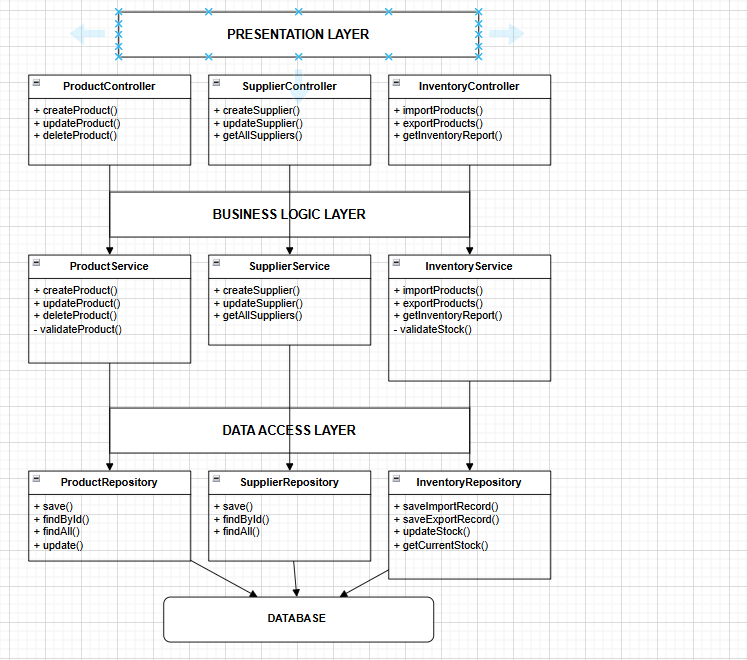 PRESENTATION LAYER
ProductController
+ createProduct()
+ updateProduct()
+ deleteProduct()
SupplierController
+ createSupplier()
+ updateSupplier()
+ getAllSuppliers()
InventoryController
+ importProducts()
+ exportProducts()
+ getInventoryReport()
BUSINESS LOGIC LAYER
ProductService
+ createProduct()
+ updateProduct()
+ deleteProduct()
- validateProduct()
SupplierService
+ createSupplier()
+ updateSupplier()
+ getAllSuppliers()
InventoryService
+ importProducts()
+ exportProducts()
+ getInventoryReport()
- validateStock()
DATA ACCESS LAYER
ProductRepository
+ save()
+ findById()
+ findAll()
+ update()
SupplierRepository
+ save()
+ findById()
+ findAll()
InventoryRepository
+ saveImportRecord()
+ saveExportRecord()
+ updateStock()
+ getCurrentStock()
DATABASE